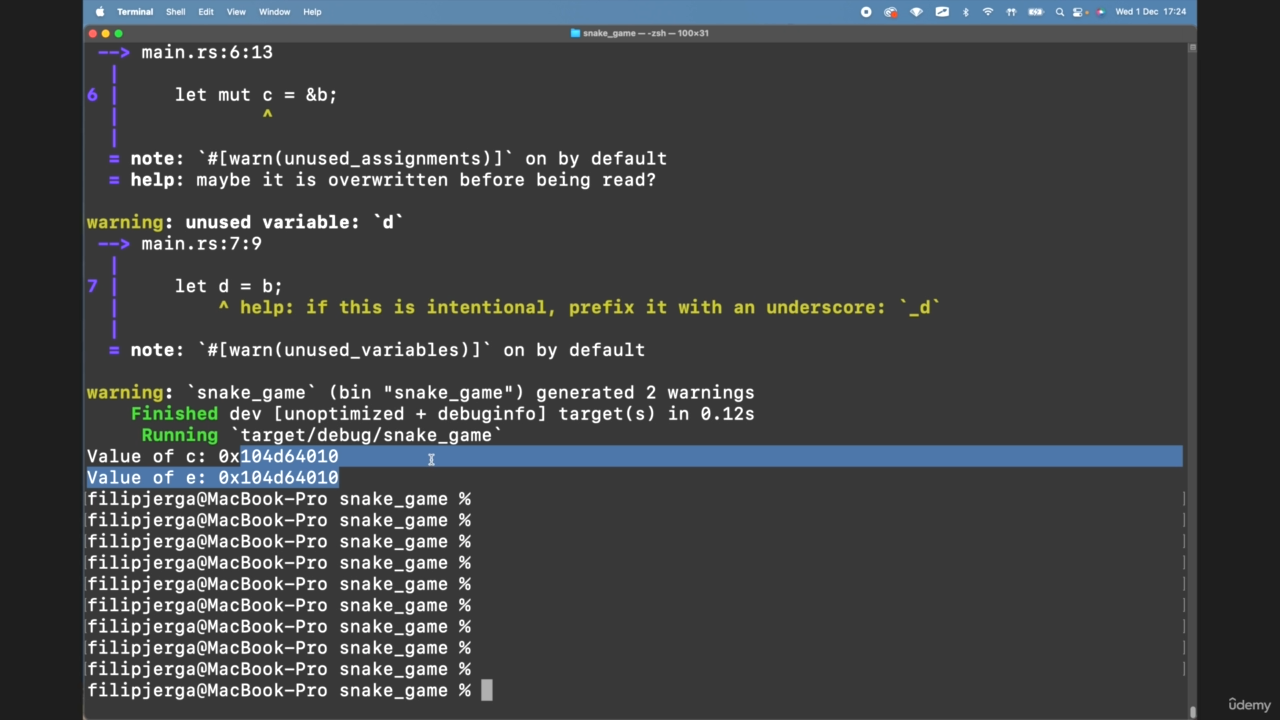 Terminal Shell Edit View Window Help Wed 1 Dec 17:24
snake_game — -zsh — 100×31
--> main.rs:6:13
|
6 | let mut c = &b;
| ^
|
= note: `#[warn(unused_assignments)]` on by default
= help: maybe it is overwritten before being read?
warning: unused variable: `d`
--> main.rs:7:9
|
7 | let d = b;
| ^ help: if this is intentional, prefix it with an underscore: `_d`
|
= note: `#[warn(unused_variables)]` on by default
warning: `snake_game` (bin "snake_game") generated 2 warnings
Finished dev [unoptimized + debuginfo] target(s) in 0.12s
Running `target/debug/snake_game`
Value of c: 0x104d64010
Value of e: 0x104d64010
filipjerga@MacBook-Pro snake_game %
filipjerga@MacBook-Pro snake_game %
filipjerga@MacBook-Pro snake_game %
filipjerga@MacBook-Pro snake_game %
filipjerga@MacBook-Pro snake_game %
filipjerga@MacBook-Pro snake_game %
filipjerga@MacBook-Pro snake_game %
filipjerga@MacBook-Pro snake_game %
filipjerga@MacBook-Pro snake_game %
filipjerga@MacBook-Pro snake_game %
ûdemy